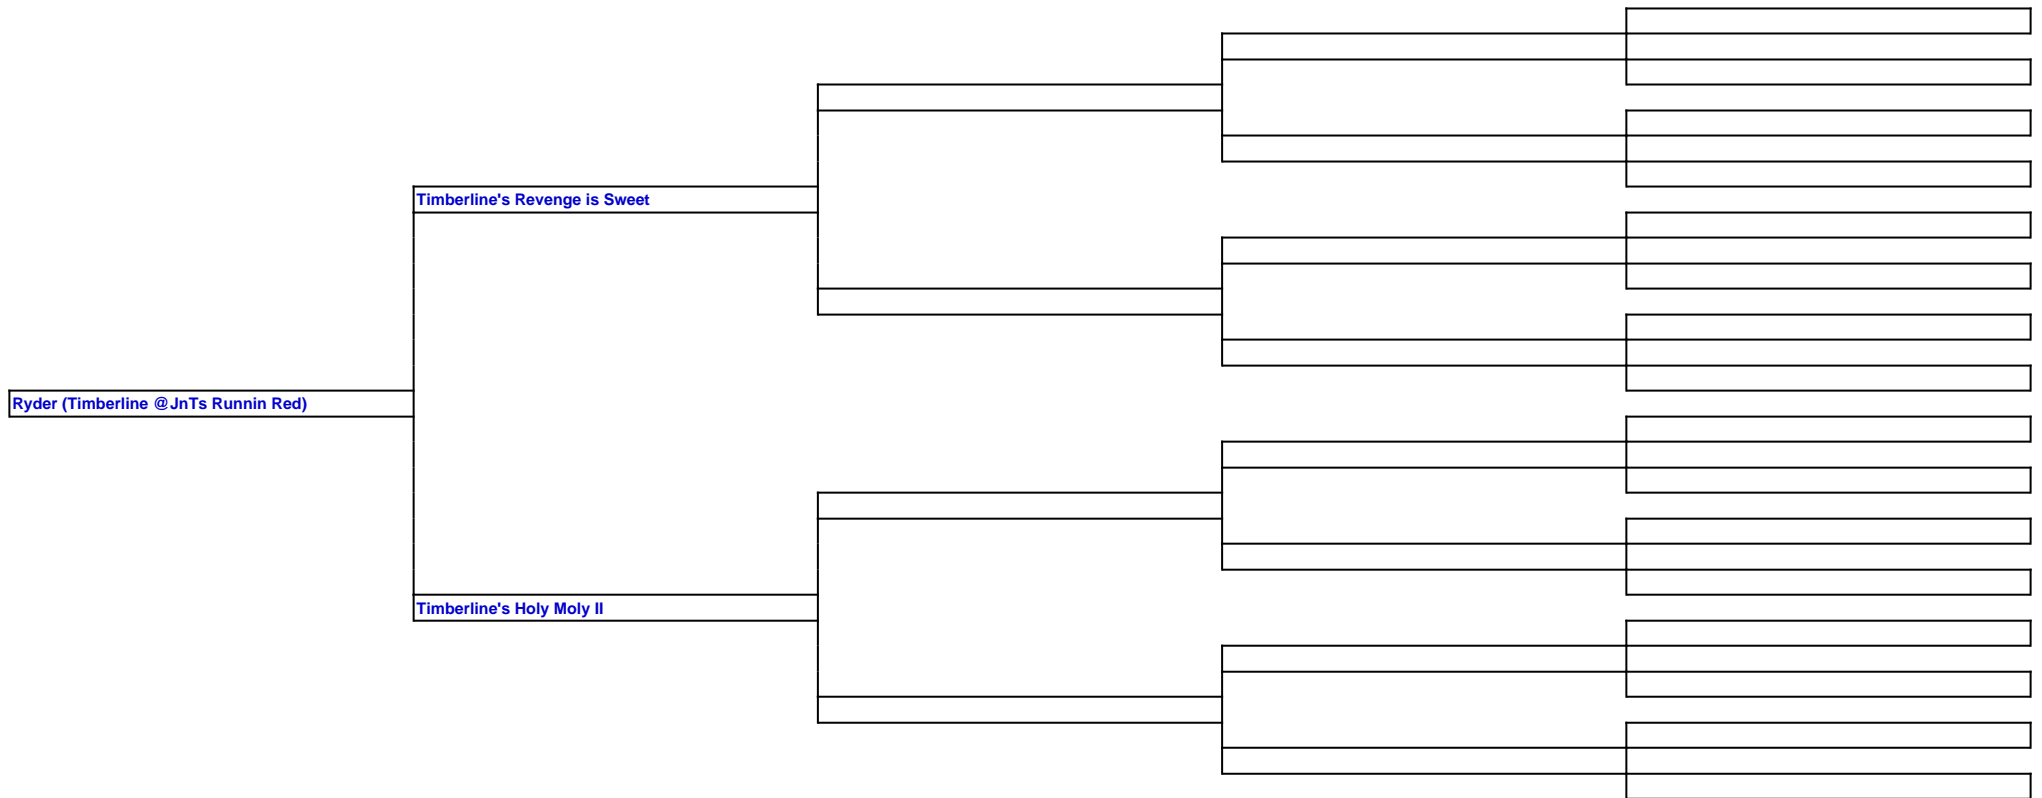 Timberline's Revenge is Sweet
Ryder (Timberline @JnTs Runnin Red)
Timberline's Holy Moly II